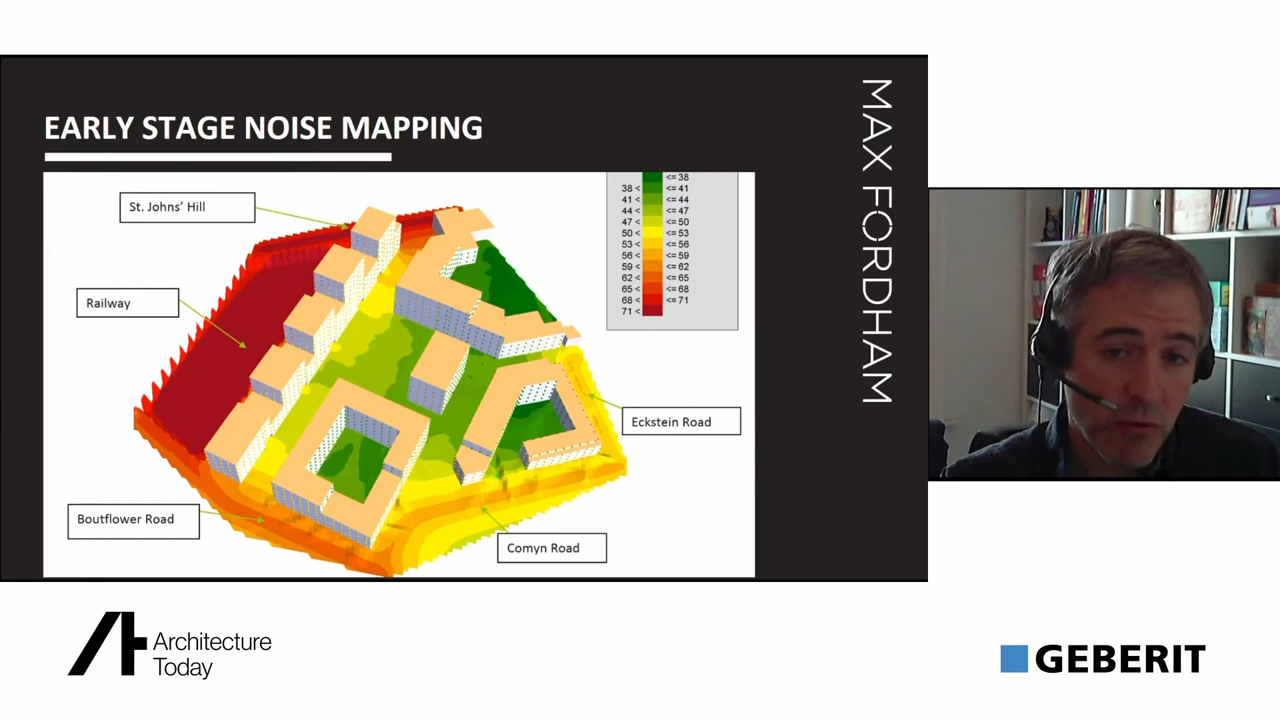 EARLY STAGE NOISE MAPPING
MAX FORDHAM
St. Johns’ Hill
Railway
Boutflower Road
Comyn Road
Eckstein Road
<= 38
38 < <= 41
41 < <= 44
44 < <= 47
47 < <= 50
50 < <= 53
53 < <= 56
56 < <= 59
59 < <= 62
62 < <= 65
65 < <= 68
68 < <= 71
71 <
Architecture
Today
GEBERIT